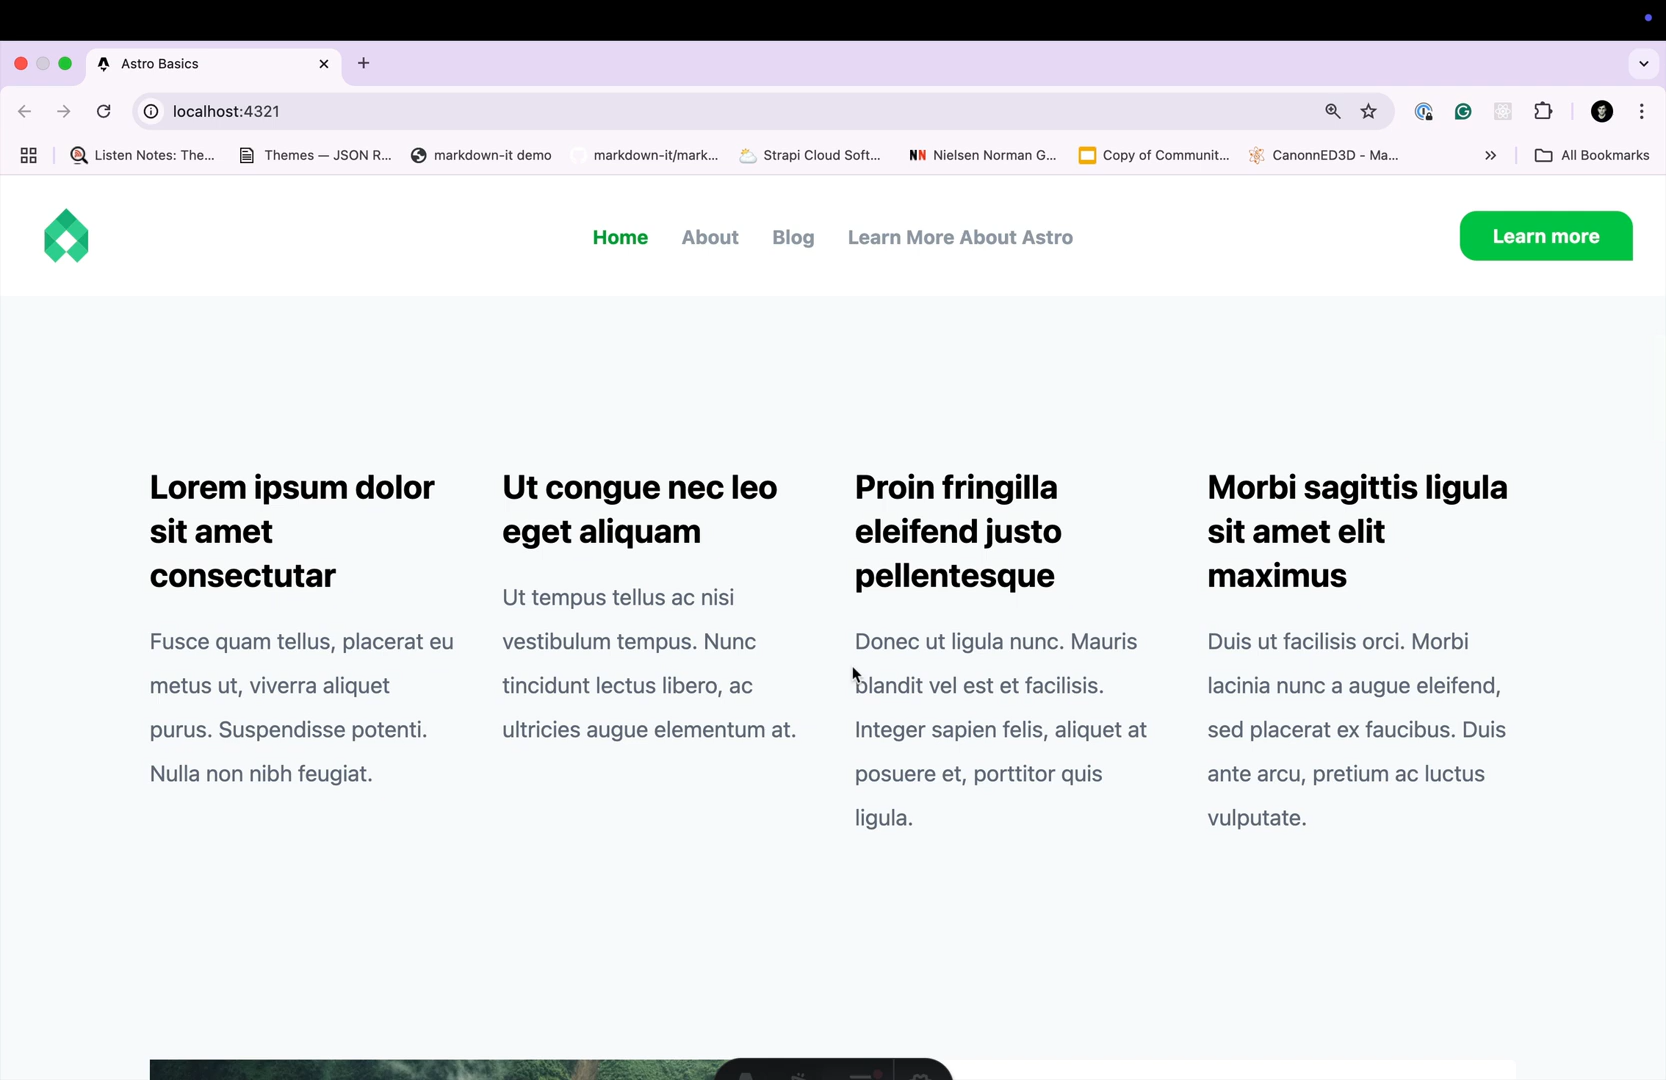 Astro Basics
localhost:4321
Listen Notes: The...
Themes — JSON R...
markdown-it demo
markdown-it/mark...
Strapi Cloud Soft...
NN Nielsen Norman G...
Copy of Communit...
CanonnED3D - Ma...
All Bookmarks
Home
About
Blog
Learn More About Astro
Learn more
Lorem ipsum dolor
sit amet
consectutar
Fusce quam tellus, placerat eu
metus ut, viverra aliquet
purus. Suspendisse potenti.
Nulla non nibh feugiat.
Ut congue nec leo
eget aliquam
Ut tempus tellus ac nisi
vestibulum tempus. Nunc
tincidunt lectus libero, ac
ultricies augue elementum at.
Proin fringilla
eleifend justo
pellentesque
Donec ut ligula nunc. Mauris
blandit vel est et facilisis.
Integer sapien felis, aliquet at
posuere et, porttitor quis
ligula.
Morbi sagittis ligula
sit amet elit
maximus
Duis ut facilisis orci. Morbi
lacinia nunc a augue eleifend,
sed placerat ex faucibus. Duis
ante arcu, pretium ac luctus
vulputate.